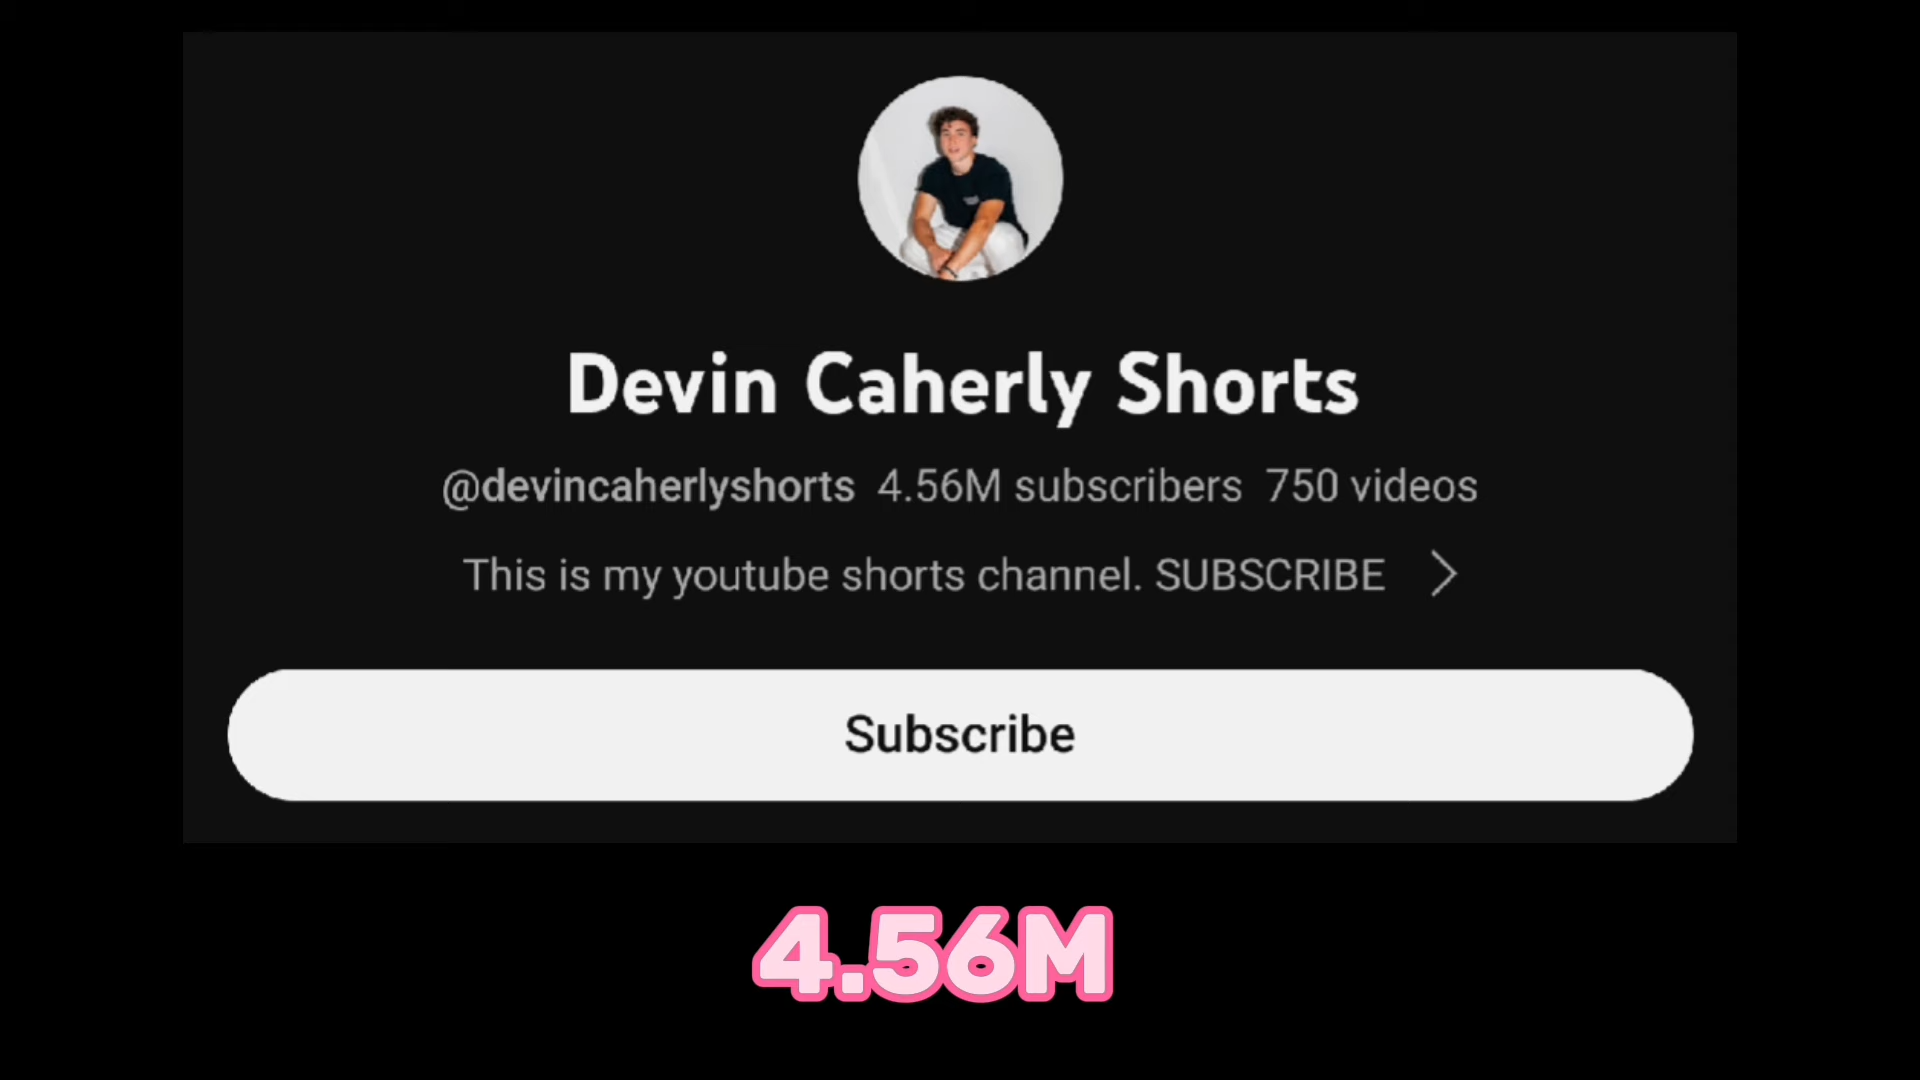 Devin Caherly Shorts
@devincaherlyshorts 4.56M subscribers 750 videos
This is my youtube shorts channel. SUBSCRIBE
Subscribe
4.56M